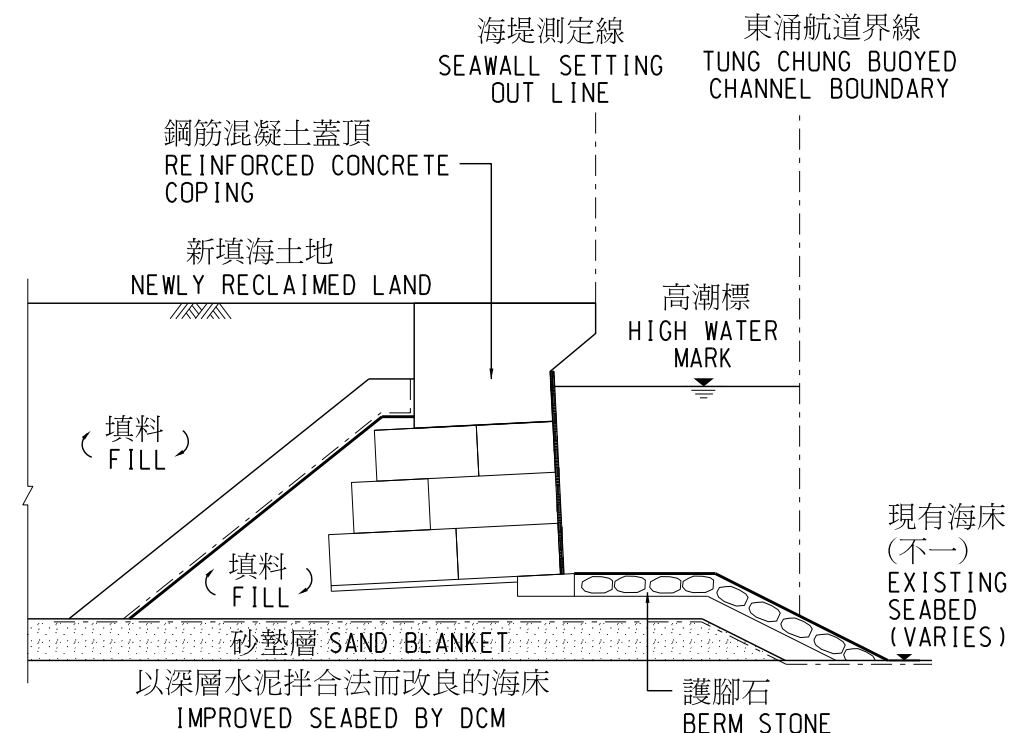 海堤測定線
SEAWALL SETTING
OUT LINE
東涌航道界線
TUNG CHUNG BUOYED
CHANNEL BOUNDARY
鋼筋混凝土蓋頂
REINFORCED CONCRETE
COPING
新填海土地
NEWLY RECLAIMED LAND
高潮標
HIGH WATER
MARK
填料
FILL
現有海床
(不一)
EXISTING
SEABED
(VARIES)
填料
FILL
砂墊層 SAND BLANKET
以深層水泥拌合法而改良的海床
IMPROVED SEABED BY DCM
護腳石
BERM STONE